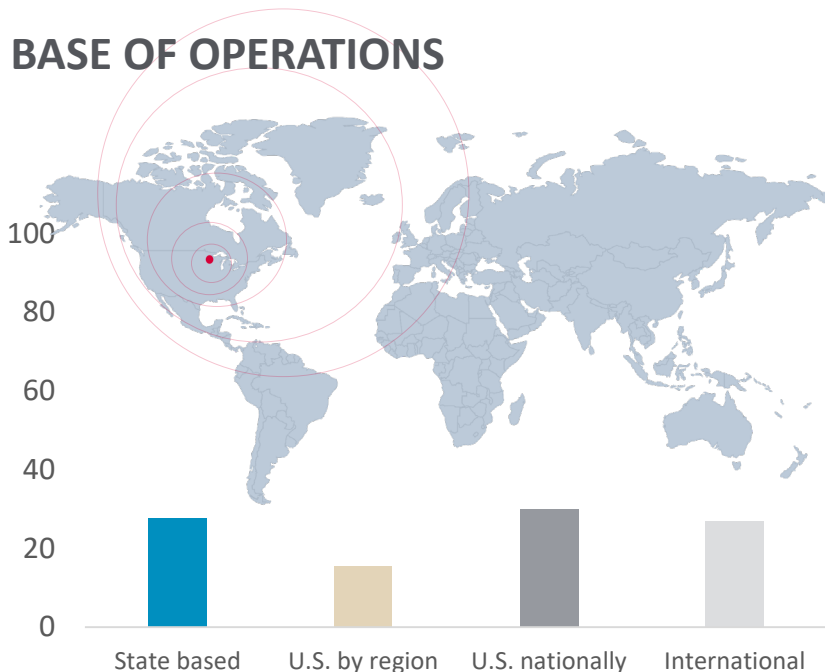 BASE OF OPERATIONS
100
80
60
40
20
0
State based
U.S. by region
U.S. nationally
International